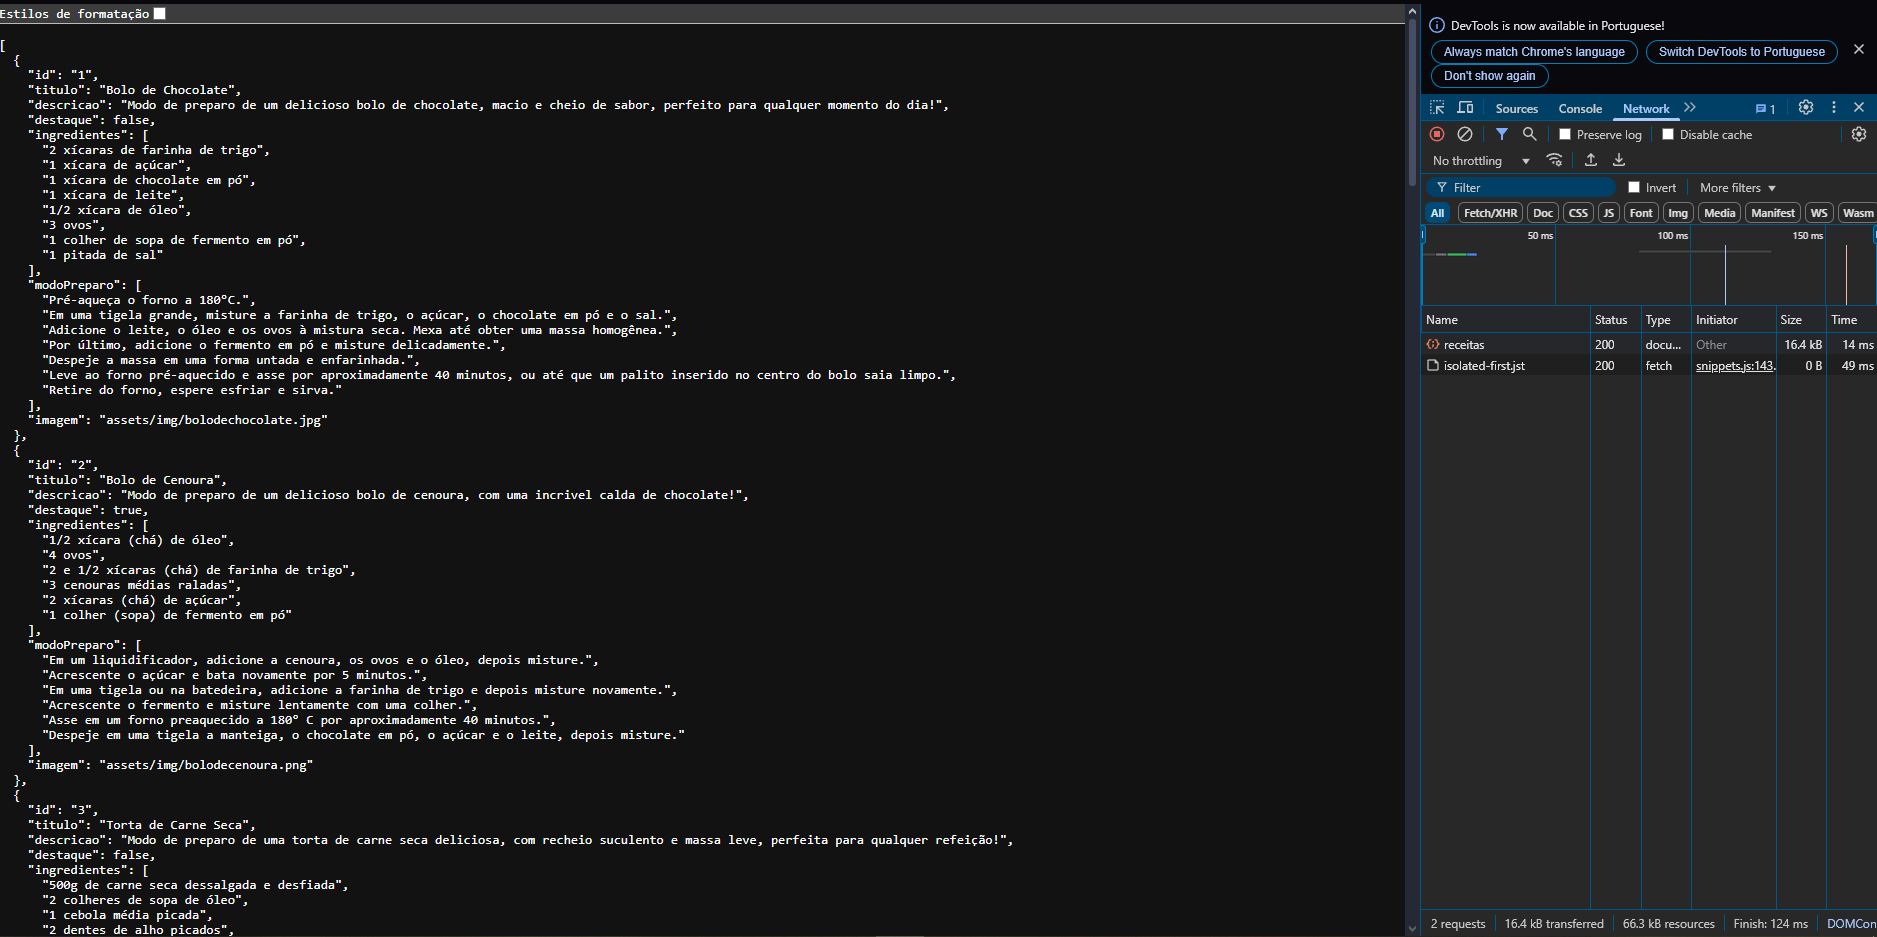 Estilos de formatação
[
{
"id": "1",
"titulo": "Bolo de Chocolate",
"descricao": "Modo de preparo de um delicioso bolo de chocolate, macio e cheio de sabor, perfeito para qualquer momento do dia!",
"destaque": false,
"ingredientes": [
"2 xícaras de farinha de trigo",
"1 xícara de açúcar",
"1 xícara de chocolate em pó",
"1 xícara de leite",
"1/2 xícara de óleo",
"3 ovos",
"1 colher de sopa de fermento em pó",
"1 pitada de sal"
],
"modoPreparo": [
"Pré-aqueça o forno a 180°C.",
"Em uma tigela grande, misture a farinha de trigo, o açúcar, o chocolate em pó e o sal.",
"Adicione o leite, o óleo e os ovos à mistura seca. Mexa até obter uma massa homogênea.",
"Por último, adicione o fermento em pó e misture delicadamente.",
"Despeje a massa em uma forma untada e enfarinhada.",
"Leve ao forno pré-aquecido e asse por aproximadamente 40 minutos, ou até que um palito inserido no centro do bolo saia limpo.",
"Retire do forno, espere esfriar e sirva."
],
"imagem": "assets/img/bolodechocolate.jpg"
},
{
"id": "2",
"titulo": "Bolo de Cenoura",
"descricao": "Modo de preparo de um delicioso bolo de cenoura, com uma incrivel calda de chocolate!",
"destaque": true,
"ingredientes": [
"1/2 xícara (chá) de óleo",
"4 ovos",
"2 e 1/2 xícaras (chá) de farinha de trigo",
"3 cenouras médias raladas",
"2 xícaras (chá) de açúcar",
"1 colher (sopa) de fermento em pó"
],
"modoPreparo": [
"Em um liquidificador, adicione a cenoura, os ovos e o óleo, depois misture.",
"Acrescente o açúcar e bata novamente por 5 minutos.",
"Em uma tigela ou na batedeira, adicione a farinha de trigo e depois misture novamente.",
"Acrescente o fermento e misture lentamente com uma colher.",
"Asse em um forno preaquecido a 180° C por aproximadamente 40 minutos.",
"Despeje em uma tigela a manteiga, o chocolate em pó, o açúcar e o leite, depois misture."
],
"imagem": "assets/img/bolodecenoura.png"
},
{
"id": "3",
"titulo": "Torta de Carne Seca",
"descricao": "Modo de preparo de uma torta de carne seca deliciosa, com recheio suculento e massa leve, perfeita para qualquer refeição!",
"destaque": false,
"ingredientes": [
"500g de carne seca dessalgada e desfiada",
"2 colheres de sopa de óleo",
"1 cebola média picada",
"2 dentes de alho picados",
DevTools is now available in Portuguese!
Always match Chrome's language Switch DevTools to Portuguese
Don't show again
Sources Console Network 1
Preserve log Disable cache
No throttling
Filter Invert More filters
All Fetch/XHR Doc CSS JS Font Img Media Manifest WS Wasm
50 ms 100 ms 150 ms
Name Status Type Initiator Size Time
receitas 200 docu... Other 16.4 kB 14 ms
isolated-first.jst 200 fetch snippets.js:143. 0 B 49 ms
2 requests 16.4 kB transferred 66.3 kB resources Finish: 124 ms DOMCon